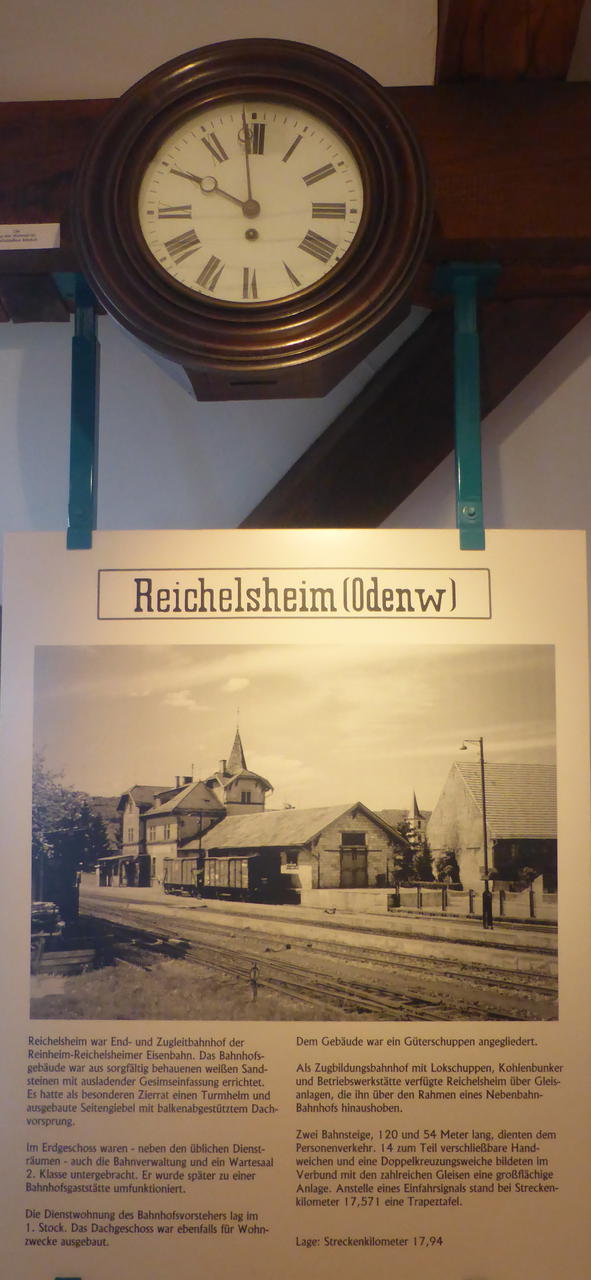 Reichelsheim (Odenw)
Reichelsheim war End- und Zugleitbahnhof der
Reinheim-Reichelsheimer Eisenbahn. Das Bahnhofs-
gebäude war aus sorgfältig behauenen weißen Sand-
steinen mit ausladender Gesimseinfassung errichtet.
Es hatte als besonderen Zierrat einen Turmhelm und
ausgebaute Seitengiebel mit balkenabgestütztem Dach-
vorsprung.
Im Erdgeschoss waren - neben den üblichen Dienst-
räumen - auch die Bahnverwaltung und ein Wartesaal
2. Klasse untergebracht. Er wurde später zu einer
Bahnhofsgaststätte umfunktioniert.
Die Dienstwohnung des Bahnhofsvorstehers lag im
1. Stock. Das Dachgeschoss war ebenfalls für Wohn-
zwecke ausgebaut.
Dem Gebäude war ein Güterschuppen angegliedert.
Als Zugbildungsbahnhof mit Lokschuppen, Kohlenbunker
und Betriebswerkstätte verfügte Reichelsheim über Gleis-
anlagen, die ihn über den Rahmen eines Nebenbahn-
Bahnhofs hinaushoben.
Zwei Bahnsteige, 120 und 54 Meter lang, dienten dem
Personenverkehr. 14 zum Teil verschließbare Hand-
weichen und eine Doppelkreuzungsweiche bildeten im
Verbund mit den zahlreichen Gleisen eine großflächige
Anlage. Anstelle eines Einfahrsignals stand bei Strecken-
kilometer 17,571 eine Trapeztafel.
Lage: Streckenkilometer 17,94